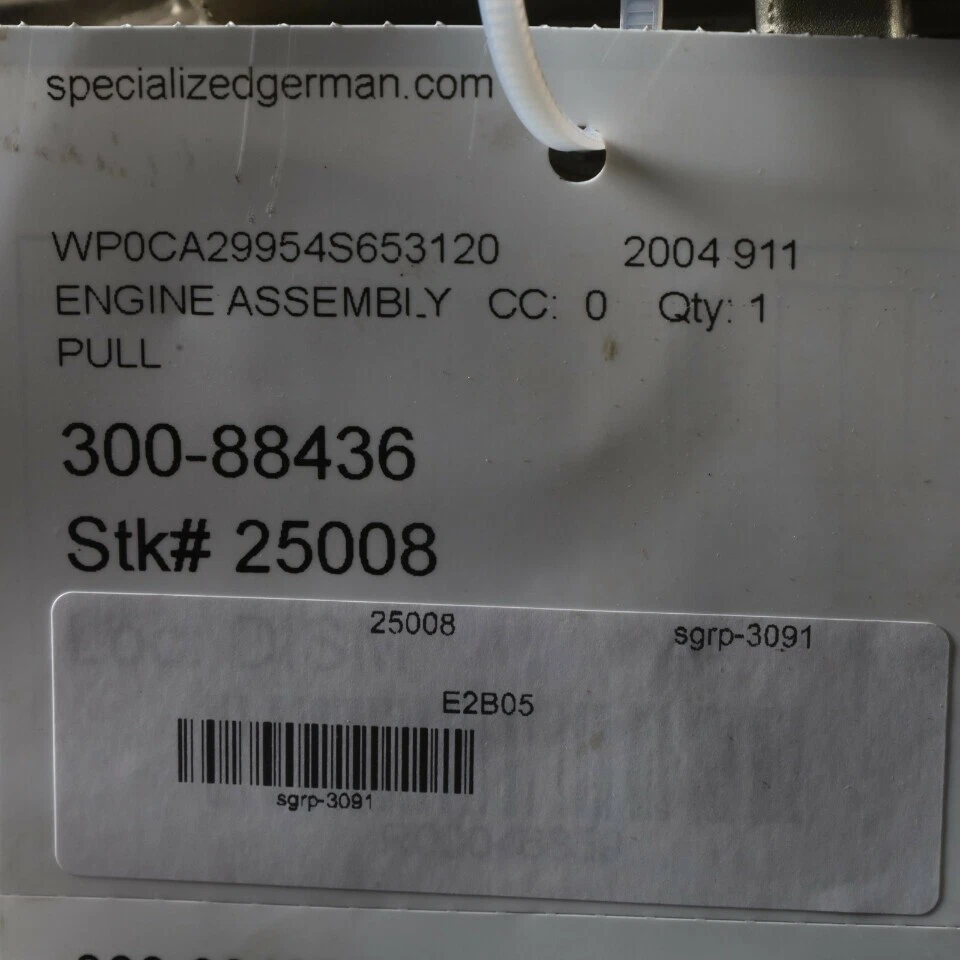 specializedgerman.com
WP0CA29954S653120 2004 911
ENGINE ASSEMBLY CC: 0 Qty: 1
PULL
300-88436
Stk# 25008
25008 sgrp-3091
E2B05
sgrp-3091